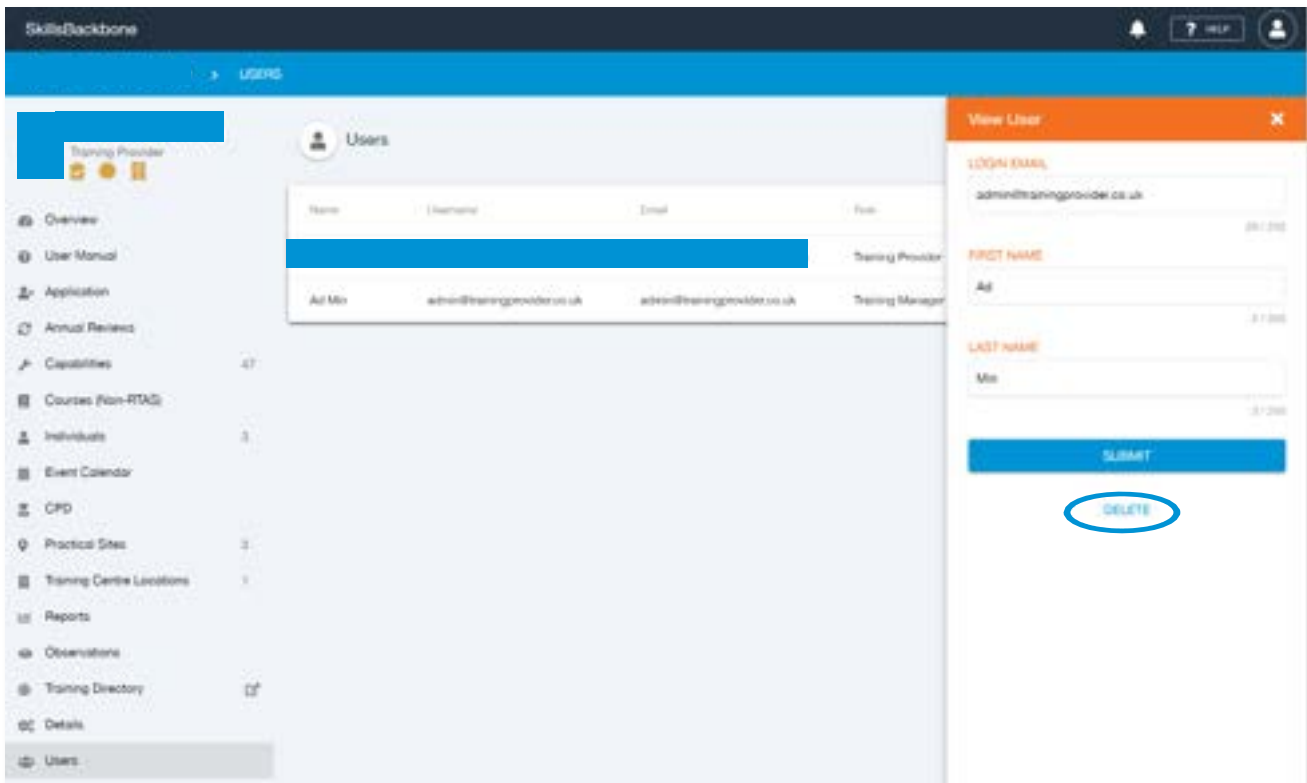 SkillsBackbone
? HELP
> USERS
Training Provider
Overview
User Manual
Application
Annual Reviews
Capabilities 47
Courses (Non-RTAS)
Individuals 3
Event Calendar
CPD
Practical Sites
Training Centre Locations 1
Reports
Observations
Training Directory
Details
Users
Users
Name Username Email Role
Training Provider
Ad Min admin@trainingprovider.co.uk admin@trainingprovider.co.uk Training Manager
View User
LOGIN EMAIL
admin@trainingprovider.co.uk
FIRST NAME
Ad
LAST NAME
Min
SUBMIT
DELETE